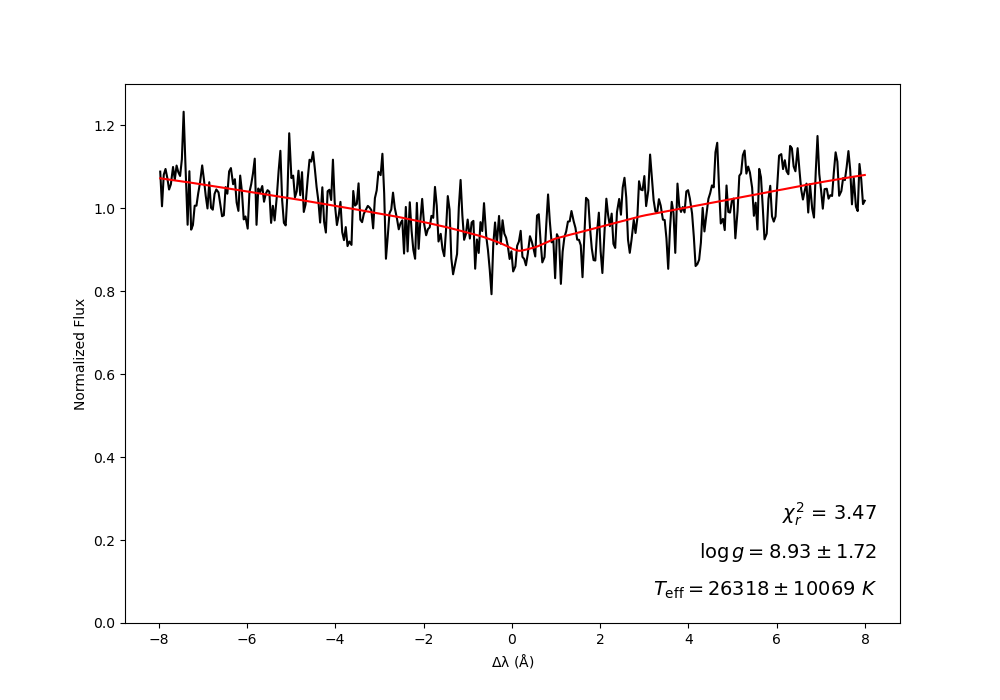 1.2
1.0
0.8
0.6
0.4
0.2
0.0
Normalized Flux
χ²ᵣ = 3.47
log g = 8.93 ± 1.72
T_eff = 26318 ± 10069 K
−8 −6 −4 −2 0 2 4 6 8
Δλ (Å)